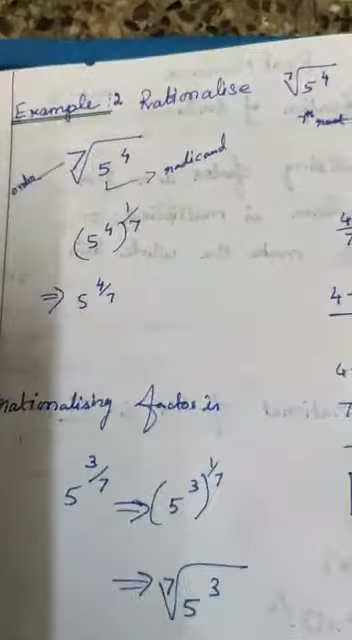 Example:2 Rationalise ⁷√5⁴
7th root
⁷√5⁴
order radicand
(5⁴)^1/7
⇒ 5^4/7
rationalising factor is
5^3/7 ⇒ (5³)^1/7
⇒ ⁷√5³